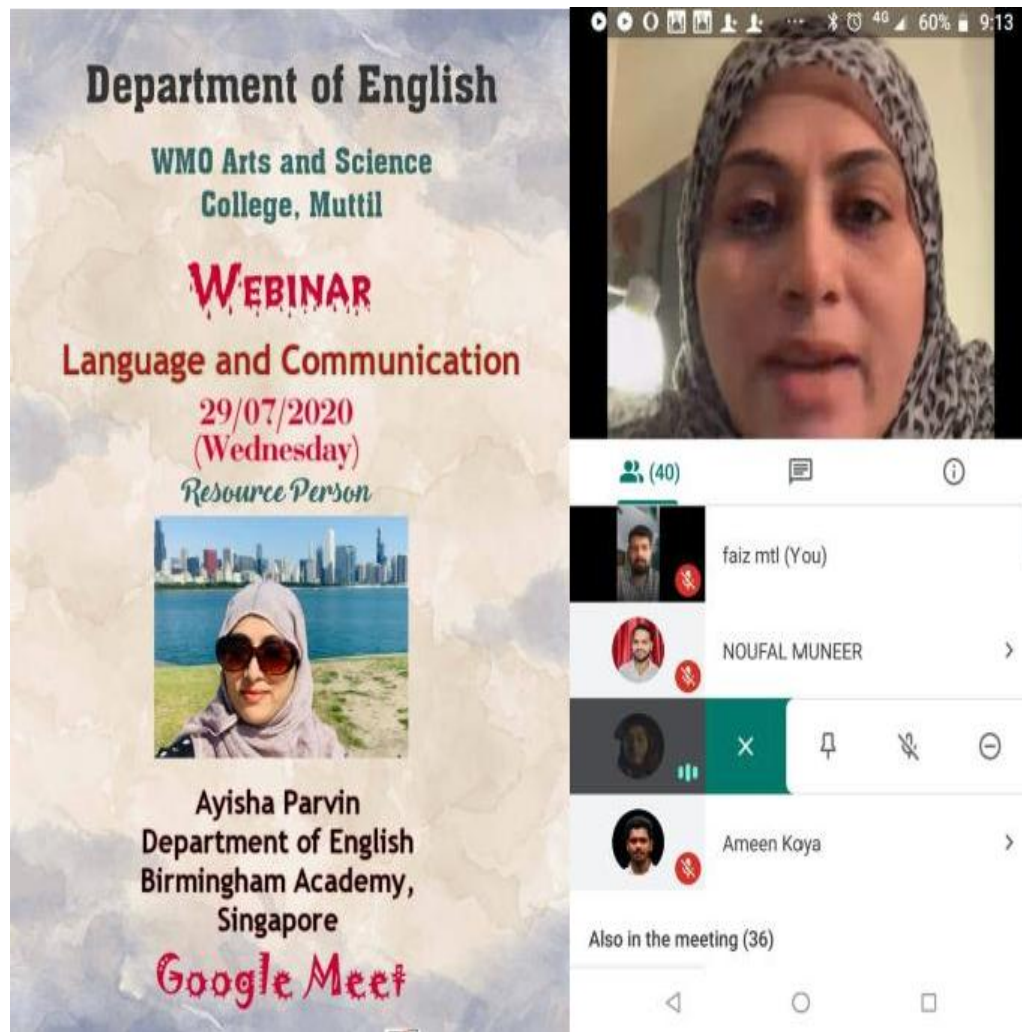 Department of English
WMO Arts and Science
College, Muttil
WEBINAR
Language and Communication
29/07/2020
(Wednesday)
Resource Person
Ayisha Parvin
Department of English
Birmingham Academy,
Singapore
Google Meet
4G 60% 9:13
(40)
faiz mtl (You)
NOUFAL MUNEER
Ameen Koya
Also in the meeting (36)